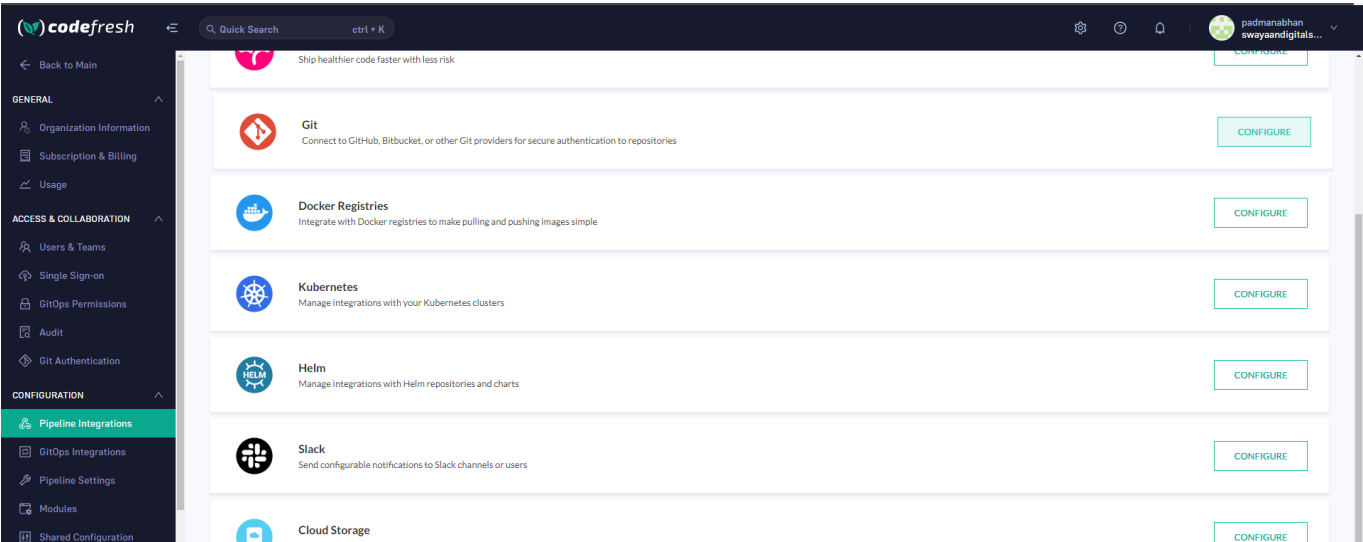 codefresh
Quick Search ctrl + K
padmanabhan
swayaandigitals...
Back to Main
GENERAL
Organization Information
Subscription & Billing
Usage
ACCESS & COLLABORATION
Users & Teams
Single Sign-on
GitOps Permissions
Audit
Git Authentication
CONFIGURATION
Pipeline Integrations
GitOps Integrations
Pipeline Settings
Modules
Shared Configuration
Ship healthier code faster with less risk
CONFIGURE
Git
Connect to GitHub, Bitbucket, or other Git providers for secure authentication to repositories
CONFIGURE
Docker Registries
Integrate with Docker registries to make pulling and pushing images simple
CONFIGURE
Kubernetes
Manage integrations with your Kubernetes clusters
CONFIGURE
HELM
Helm
Manage integrations with Helm repositories and charts
CONFIGURE
Slack
Send configurable notifications to Slack channels or users
CONFIGURE
Cloud Storage
CONFIGURE